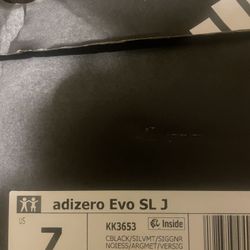 adizero Evo SL J
US
7
KK3653
Inside
CBLACK/SILVMT/SIGGNR
NOIESS/ARGMET/VERSIG